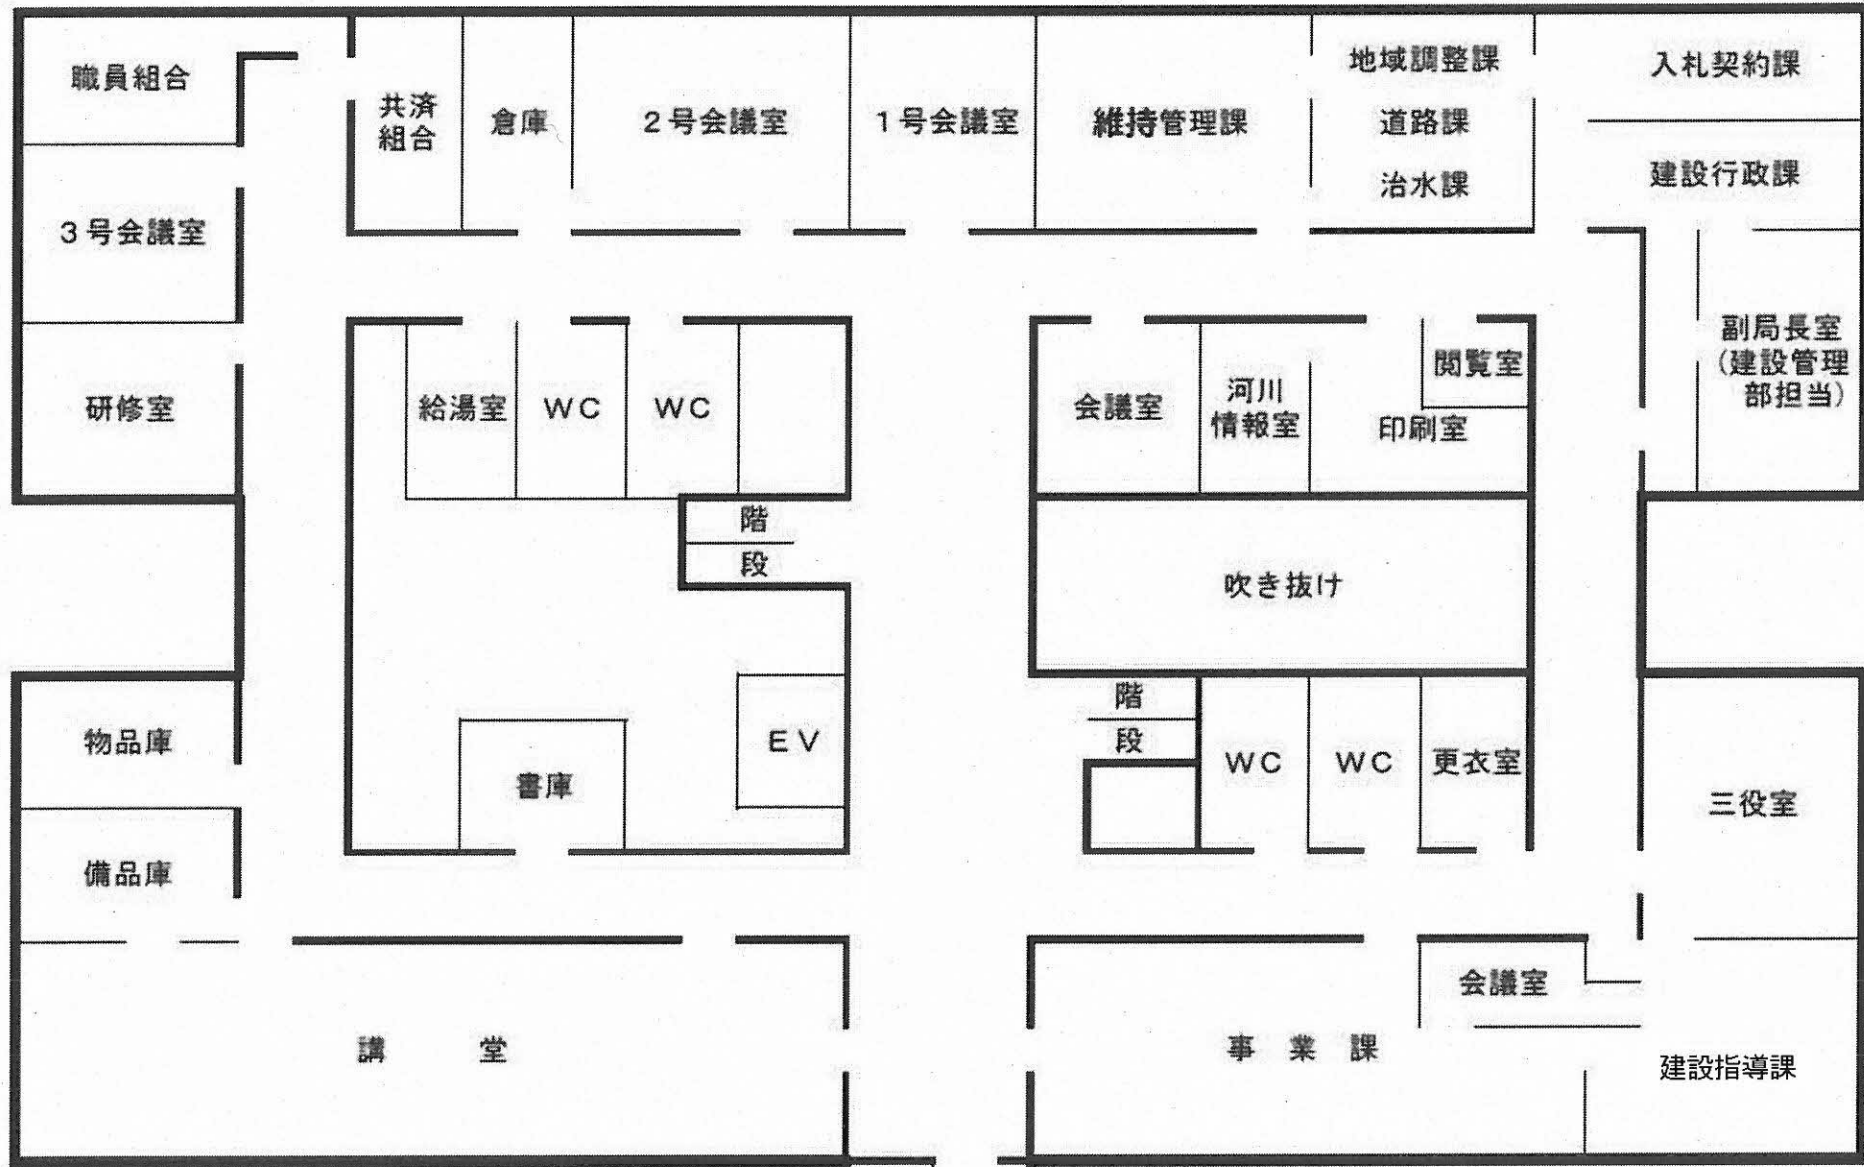 職員組合
共済
組合
倉庫
2号会議室
1号会議室
維持管理課
地域調整課
道路課
治水課
入札契約課
建設行政課
3号会議室
研修室
給湯室
WC
WC
会議室
河川
情報室
閲覧室
印刷室
副局長室
(建設管理
部担当)
階
段
吹き抜け
物品庫
備品庫
書庫
EV
階
段
WC
WC
更衣室
三役室
講 堂
事 業 課
会議室
建設指導課